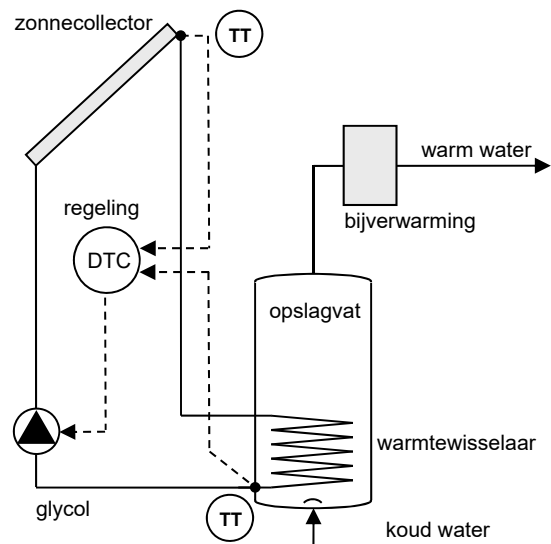 zonnecollector
TT
warm water
regeling
bijverwarming
DTC
opslagvat
warmtewisselaar
glycol
TT
koud water